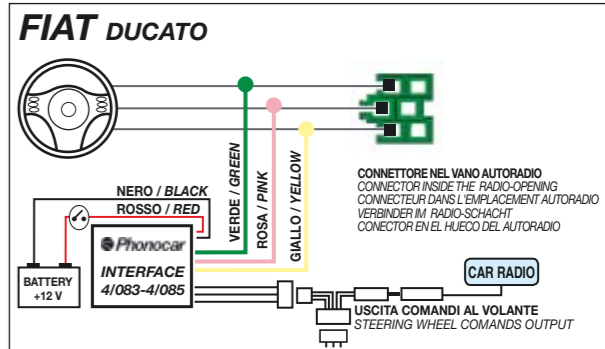 FIAT DUCATO
VERDE / GREEN
ROSA / PINK
GIALLO / YELLOW
CONNETTORE NEL VANO AUTORADIO
CONNECTOR INSIDE THE RADIO-OPENING
CONNECTEUR DANS L'EMPLACEMENT AUTORADIO
VERBINDER IM RADIO-SCHACHT
CONECTOR EN EL HUECO DEL AUTORADIO
NERO / BLACK
ROSSO / RED
Phonocar
INTERFACE
4/083-4/085
BATTERY
+12 V
CAR RADIO
USCITA COMANDI AL VOLANTE
STEERING WHEEL COMANDS OUTPUT